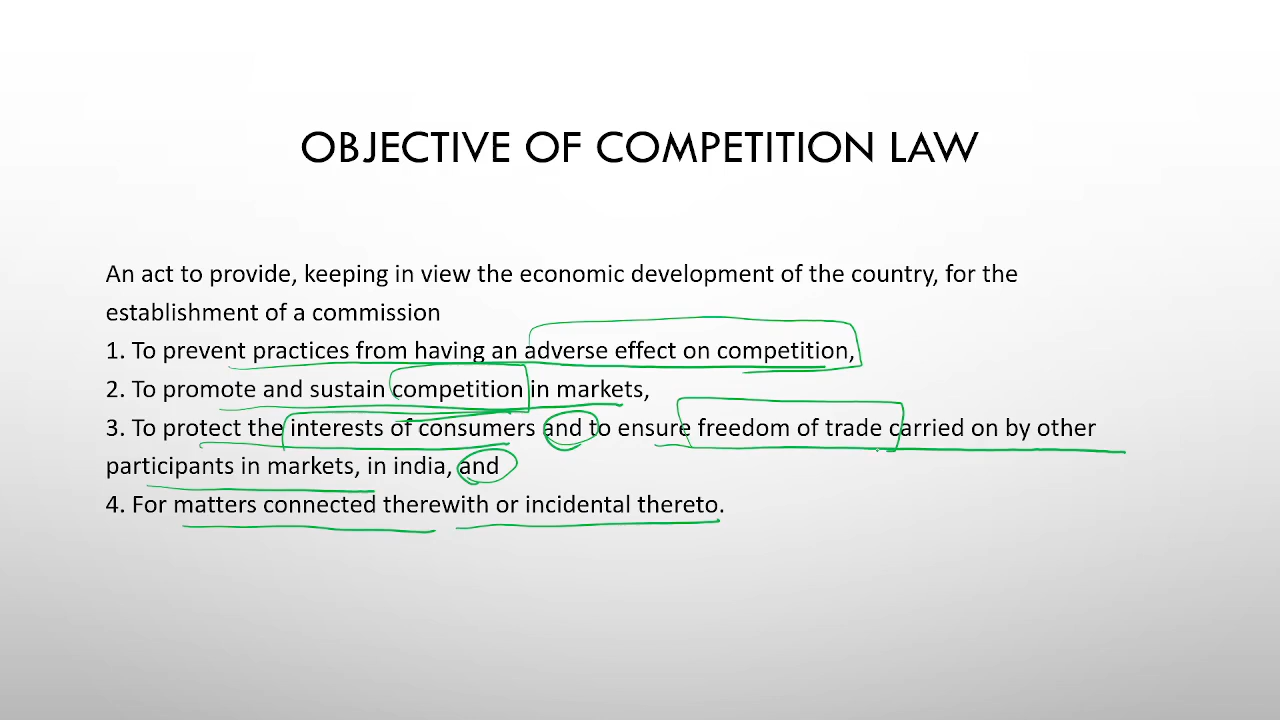 OBJECTIVE OF COMPETITION LAW
An act to provide, keeping in view the economic development of the country, for the
establishment of a commission
1. To prevent practices from having an adverse effect on competition,
2. To promote and sustain competition in markets,
3. To protect the interests of consumers and to ensure freedom of trade carried on by other
participants in markets, in india, and
4. For matters connected therewith or incidental thereto.